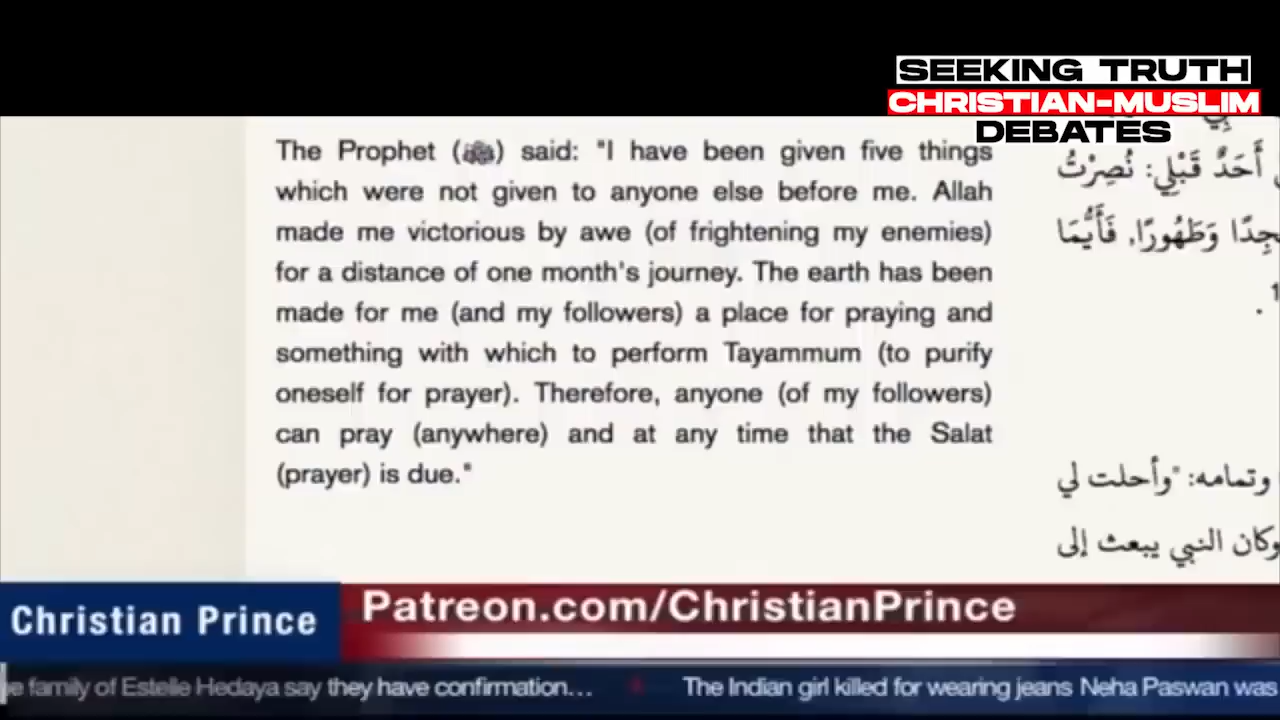 SEEKING TRUTH
CHRISTIAN-MUSLIM
DEBATES
The Prophet (ﷺ) said: "I have been given five things
which were not given to anyone else before me. Allah
made me victorious by awe (of frightening my enemies)
for a distance of one month's journey. The earth has been
made for me (and my followers) a place for praying and
something with which to perform Tayammum (to purify
oneself for prayer). Therefore, anyone (of my followers)
can pray (anywhere) and at any time that the Salat
(prayer) is due."
أَحَدٌ قَبْلِي: نُصِرْتُ
وَطَهُورًا، فَأَيُّمَا
وتمامه: "وأحلت لي
وكان النبي يبعث إلى
Christian Prince
Patreon.com/ChristianPrince
family of Estelle Hedaya say they have confirmation...
The Indian girl killed for wearing jeans Neha Paswan was